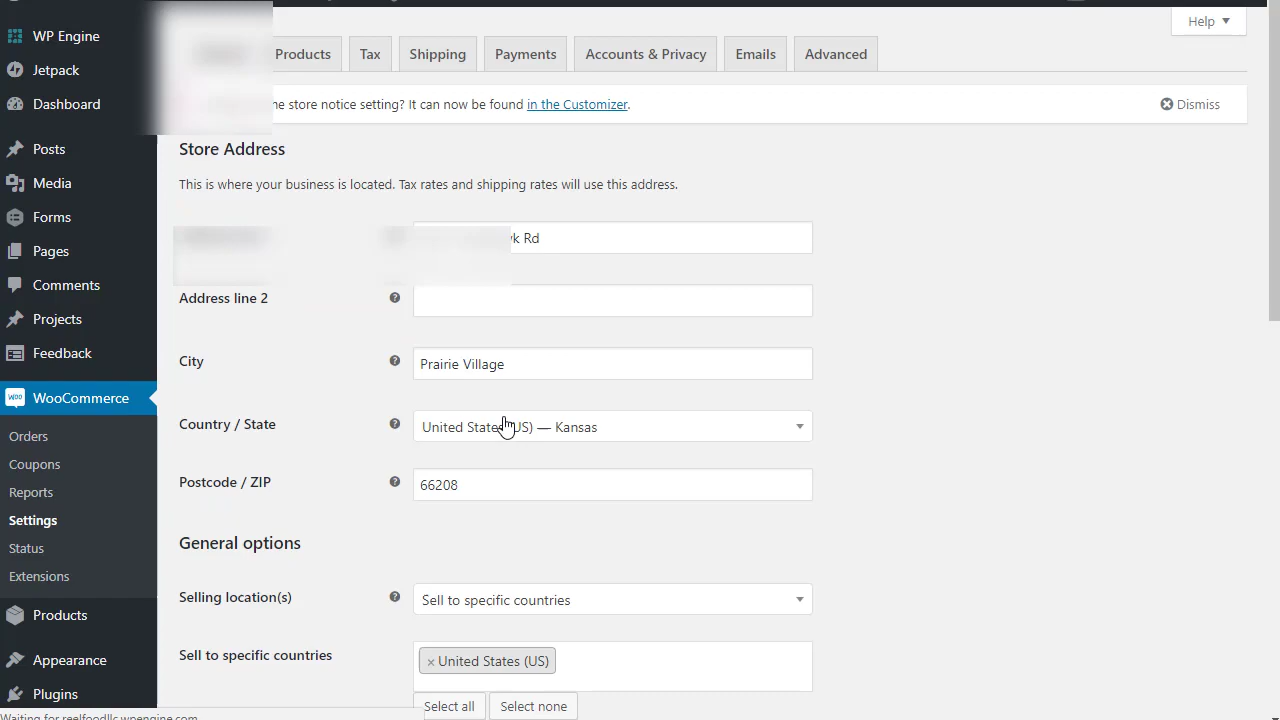 WP Engine
Jetpack
Dashboard
Posts
Media
Forms
Pages
Comments
Projects
Feedback
WooCommerce
Orders
Coupons
Reports
Settings
Status
Extensions
Products
Appearance
Plugins
Help
Products Tax Shipping Payments Accounts & Privacy Emails Advanced
store notice setting? It can now be found in the Customizer.
Dismiss
Store Address
This is where your business is located. Tax rates and shipping rates will use this address.
Rd
Address line 2
City
Prairie Village
Country / State
United States (US) — Kansas
Postcode / ZIP
66208
General options
Selling location(s)
Sell to specific countries
Sell to specific countries
× United States (US)
Select all Select none
Waiting for reelfoodllc.wpengine.com